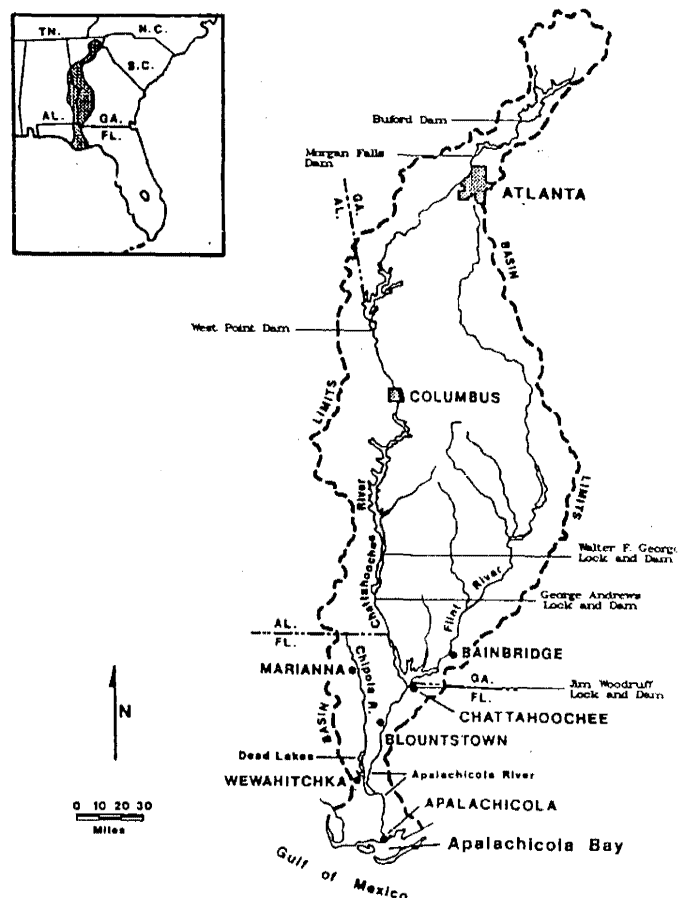 TN.
N.C.
S.C.
AL.
GA.
FL.
Buford Dam
Morgan Falls
Dam
ATLANTA
GA.
AL.
BASIN
West Point Dam
LIMITS
COLUMBUS
LIMITS
River
Chattahoochee
Walter F. Georg
Lock and Dam
River
Flint
George Andrews
Lock and Dam
AL.
FL.
Chipola R.
MARIANNA
BAINBRIDGE
GA.
FL.
Jim Woodruff
Lock and Dam
CHATTAHOOCHEE
N
BASIN
BLOUNTSTOWN
Dead Lakes
WEWAHITCHKA
Apalachicola River
0 10 20 30
Miles
APALACHICOLA
Apalachicola Bay
Gulf of Mexico